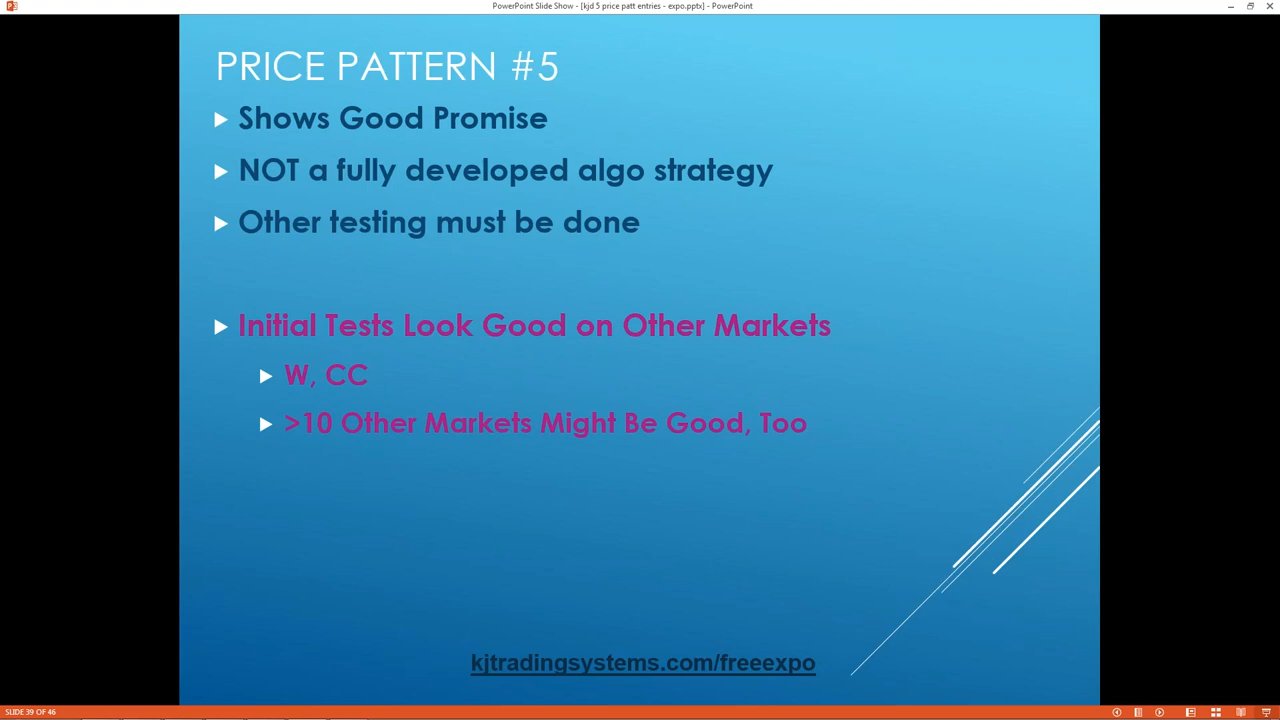 PowerPoint Slide Show - [kjd 5 price patt entries - expo.pptx] - PowerPoint
PRICE PATTERN #5
Shows Good Promise
NOT a fully developed algo strategy
Other testing must be done
Initial Tests Look Good on Other Markets
W, CC
>10 Other Markets Might Be Good, Too
kjtradingsystems.com/freeexpo
SLIDE 39 OF 46